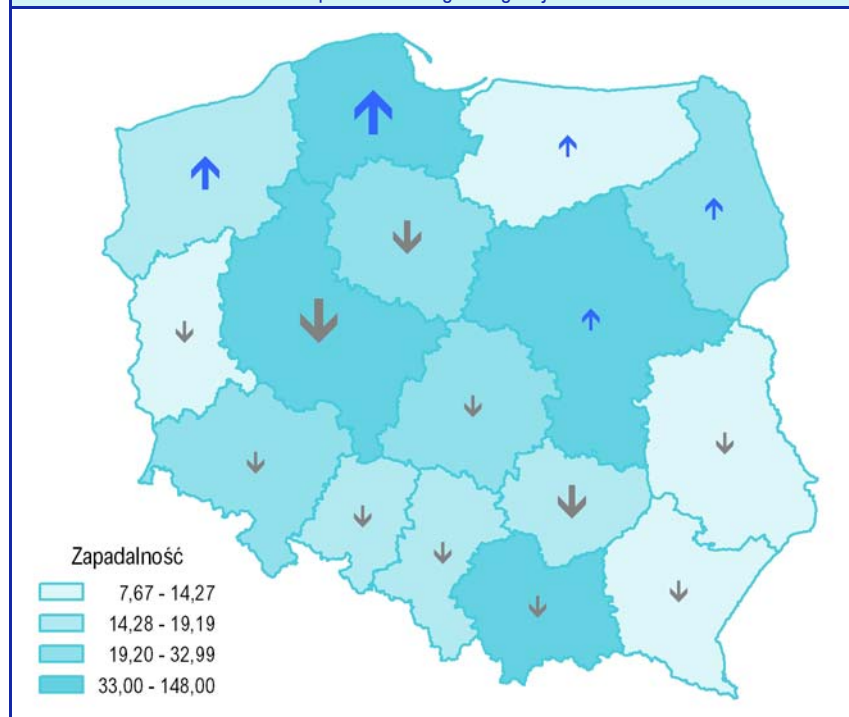 Zapadalność
7,67 - 14,27
14,28 - 19,19
19,20 - 32,99
33,00 - 148,00